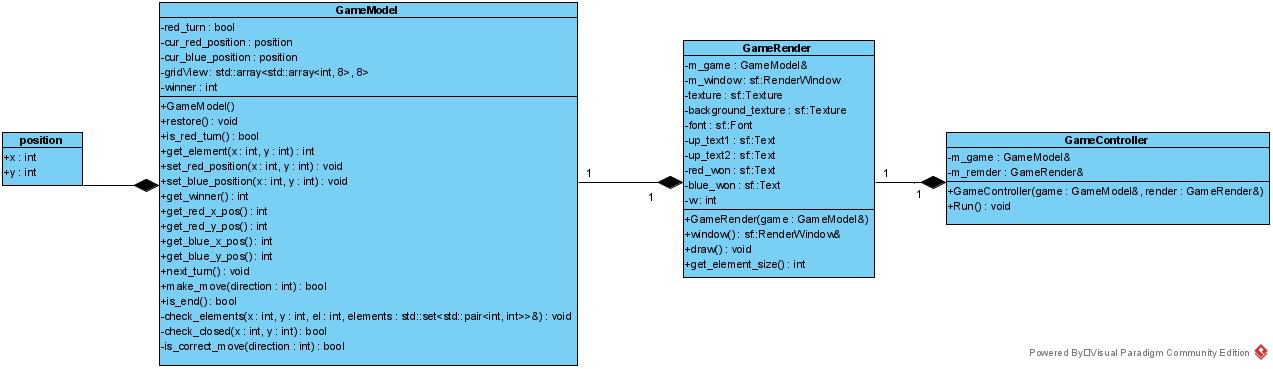 position
+x : int
+y : int
GameModel
-red_turn : bool
-cur_red_position : position
-cur_blue_position : position
-gridView : std::array<std::array<int, 8>, 8>
-winner : int
+GameModel()
+restore() : void
+is_red_turn() : bool
+get_element(x : int, y : int) : int
+set_red_position(x : int, y : int) : void
+set_blue_position(x : int, y : int) : void
+get_winner() : int
+get_red_x_pos() : int
+get_red_y_pos() : int
+get_blue_x_pos() : int
+get_blue_y_pos() : int
+next_turn() : void
+make_move(direction : int) : bool
+is_end() : bool
-check_elements(x : int, y : int, el : int, elements : std::set<std::pair<int, int>>&) : void
-check_closed(x : int, y : int) : bool
-is_correct_move(direction : int) : bool
1
1
GameRender
-m_game : GameModel&
-m_window : sf::RenderWindow
-texture : sf::Texture
-background_texture : sf::Texture
-font : sf::Font
-up_text1 : sf::Text
-up_text2 : sf::Text
-red_won : sf::Text
-blue_won : sf::Text
-w : int
+GameRender(game : GameModel&)
+window() : sf::RenderWindow&
+draw() : void
+get_element_size() : int
1
1
GameController
-m_game : GameModel&
-m_remder : GameRender&
+GameController(game : GameModel&, render : GameRender&)
+Run() : void
Powered By□Visual Paradigm Community Edition